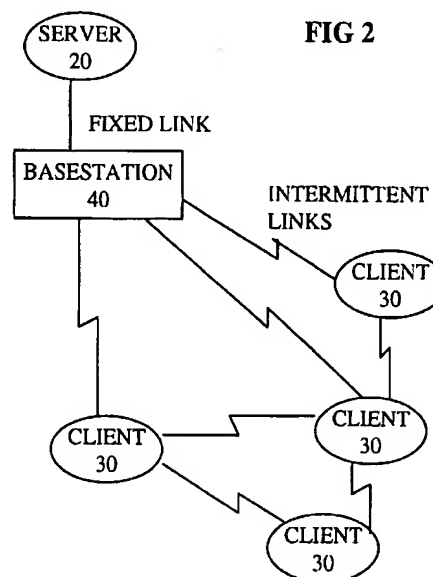 SERVER
20
FIG 2
FIXED LINK
BASESTATION
40
INTERMITTENT
LINKS
CLIENT
30
CLIENT
30
CLIENT
30
CLIENT
30